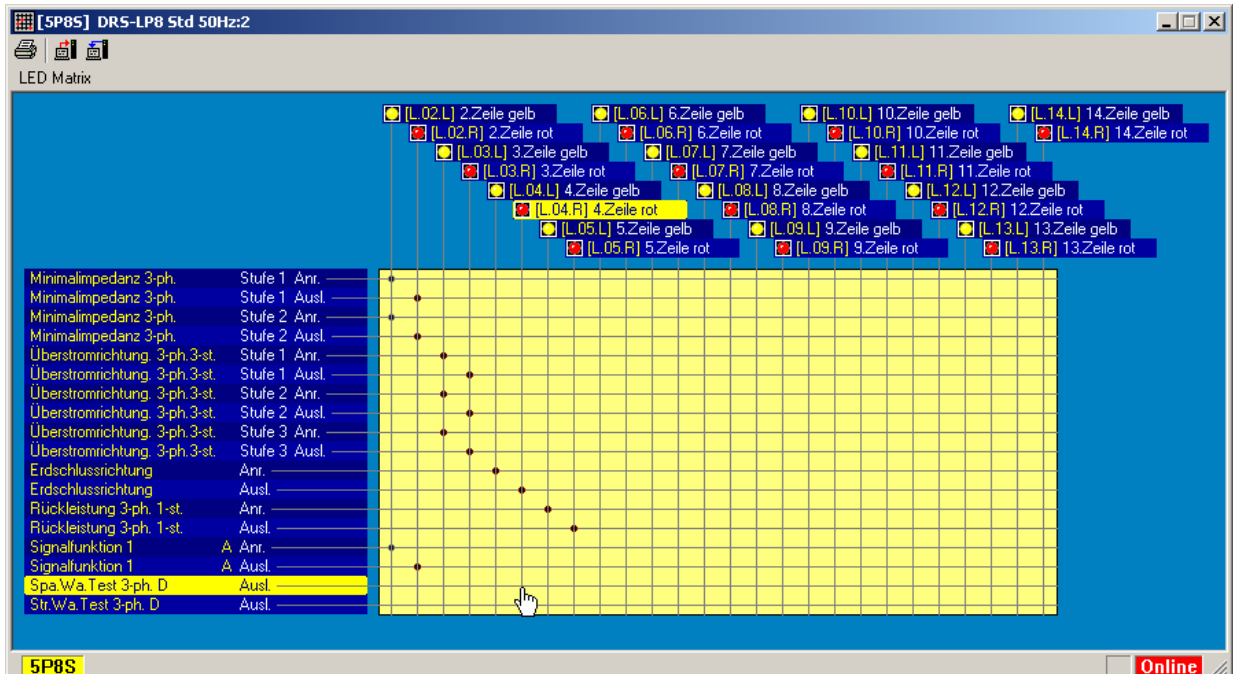 [5P8S] DRS-LP8 Std 50Hz:2
LED Matrix
[L.02.L] 2.Zeile gelb [L.06.L] 6.Zeile gelb [L.10.L] 10.Zeile gelb [L.14.L] 14.Zeile gelb
[L.02.R] 2.Zeile rot [L.06.R] 6.Zeile rot [L.10.R] 10.Zeile rot [L.14.R] 14.Zeile rot
[L.03.L] 3.Zeile gelb [L.07.L] 7.Zeile gelb [L.11.L] 11.Zeile gelb
[L.03.R] 3.Zeile rot [L.07.R] 7.Zeile rot [L.11.R] 11.Zeile rot
[L.04.L] 4.Zeile gelb [L.08.L] 8.Zeile gelb [L.12.L] 12.Zeile gelb
[L.04.R] 4.Zeile rot [L.08.R] 8.Zeile rot [L.12.R] 12.Zeile rot
[L.05.L] 5.Zeile gelb [L.09.L] 9.Zeile gelb [L.13.L] 13.Zeile gelb
[L.05.R] 5.Zeile rot [L.09.R] 9.Zeile rot [L.13.R] 13.Zeile rot
Minimalimpedanz 3-ph. Stufe 1 Anr.
Minimalimpedanz 3-ph. Stufe 1 Ausl.
Minimalimpedanz 3-ph. Stufe 2 Anr.
Minimalimpedanz 3-ph. Stufe 2 Ausl.
Überstromrichtung. 3-ph.3-st. Stufe 1 Anr.
Überstromrichtung. 3-ph.3-st. Stufe 1 Ausl.
Überstromrichtung. 3-ph.3-st. Stufe 2 Anr.
Überstromrichtung. 3-ph.3-st. Stufe 2 Ausl.
Überstromrichtung. 3-ph.3-st. Stufe 3 Anr.
Überstromrichtung. 3-ph.3-st. Stufe 3 Ausl.
Erdschlussrichtung Anr.
Erdschlussrichtung Ausl.
Rückleistung 3-ph. 1-st. Anr.
Rückleistung 3-ph. 1-st. Ausl.
Signalfunktion 1 A Anr.
Signalfunktion 1 A Ausl.
Spa.Wa.Test 3-ph. D Ausl.
Str.Wa.Test 3-ph. D Ausl.
5P8S Online